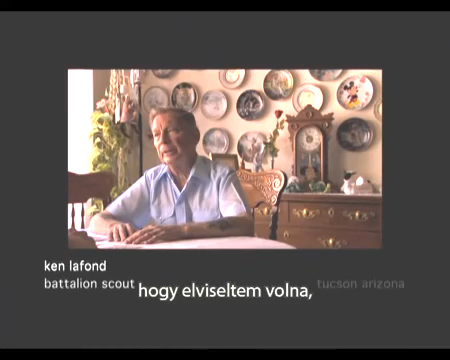 ken lafond
battalion scout
hogy elviseltem volna,
tucson arizona